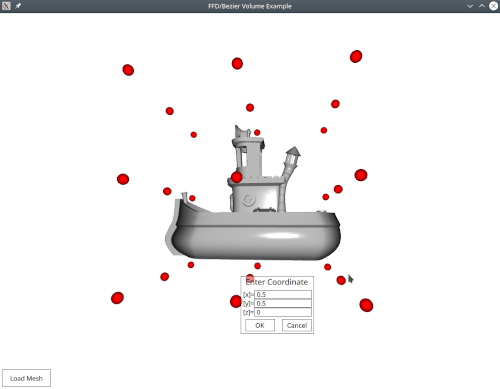 FFD/Bezier Volume Example
Enter Coordinate
[x]= 0.5
[y]= 0.5
[z]= 0
OK Cancel
Load Mesh